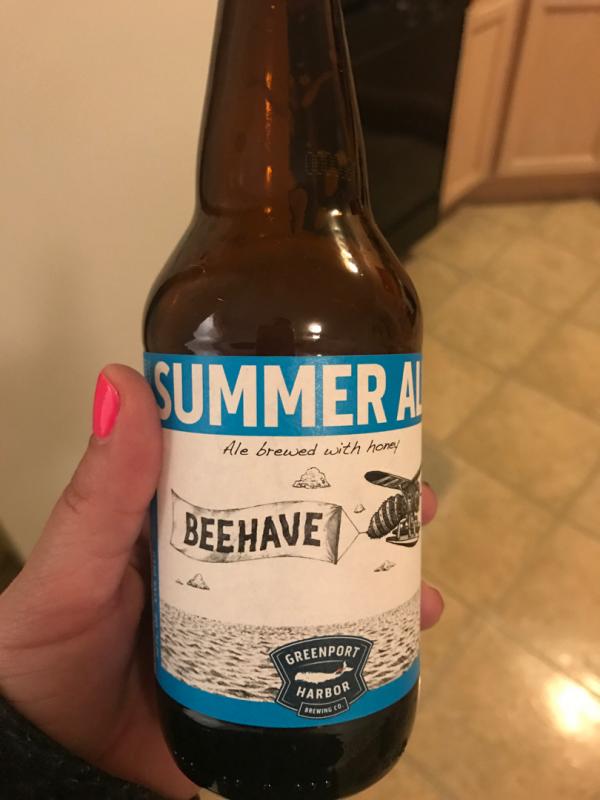 SUMMER AL
Ale brewed with honey
BEEHAVE
GREENPORT
HARBOR
BREWING CO.